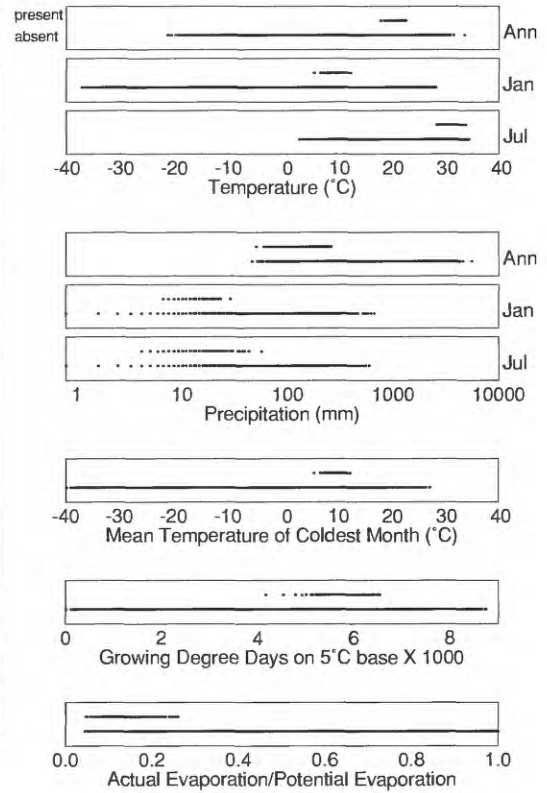 present
absent
Ann
Jan
Jul
-40 -30 -20 -10 0 10 20 30 40
Temperature (˚C)
Ann
Jan
Jul
1 10 100 1000 10000
Precipitation (mm)
-40 -30 -20 -10 0 10 20 30 40
Mean Temperature of Coldest Month (˚C)
0 2 4 6 8
Growing Degree Days on 5˚C base X 1000
0.0 0.2 0.4 0.6 0.8 1.0
Actual Evaporation/Potential Evaporation